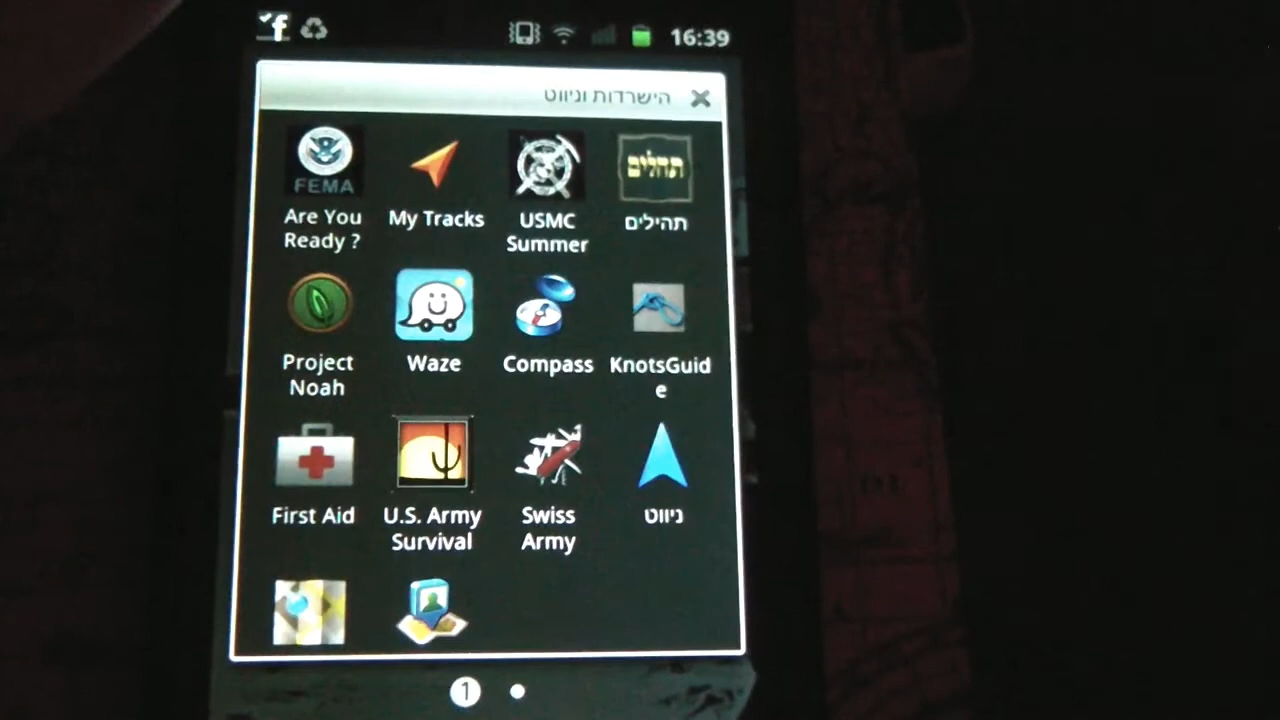 16:39
הישרדות וניווט
FEMA
Are You
Ready ?
My Tracks
USMC
Summer
תהילים
תהילים
Project
Noah
Waze
Compass
KnotsGuid
e
First Aid
U.S. Army
Survival
Swiss
Army
ניווט
1